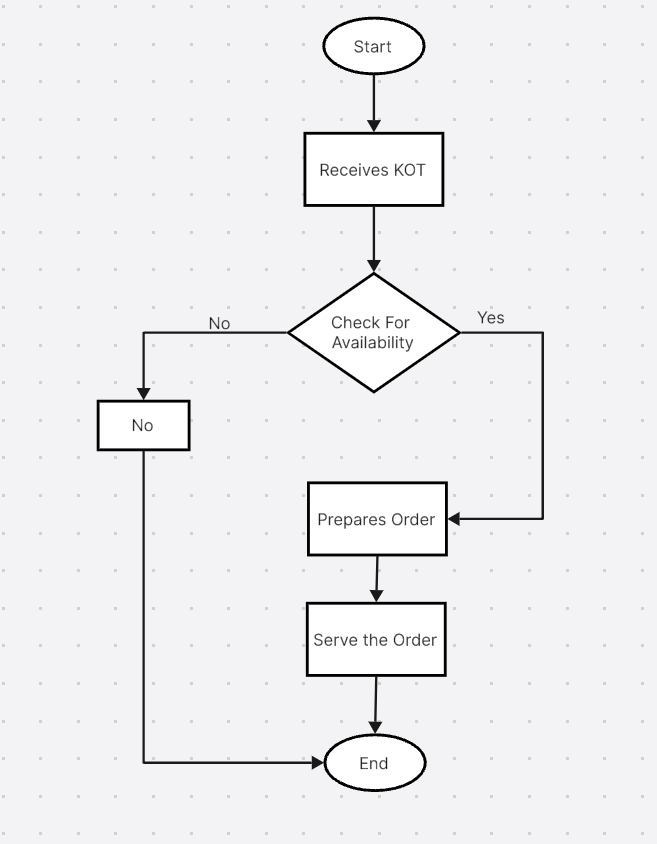 Start
Receives KOT
Check For
Availability
No
Yes
No
Prepares Order
Serve the Order
End